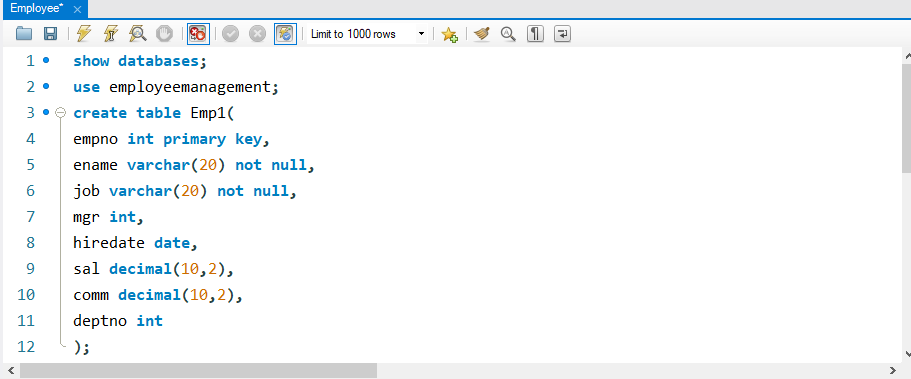 Employee*
Limit to 1000 rows
1 show databases;
2 use employeemanagement;
3 create table Emp1(
4 empno int primary key,
5 ename varchar(20) not null,
6 job varchar(20) not null,
7 mgr int,
8 hiredate date,
9 sal decimal(10,2),
10 comm decimal(10,2),
11 deptno int
12 );